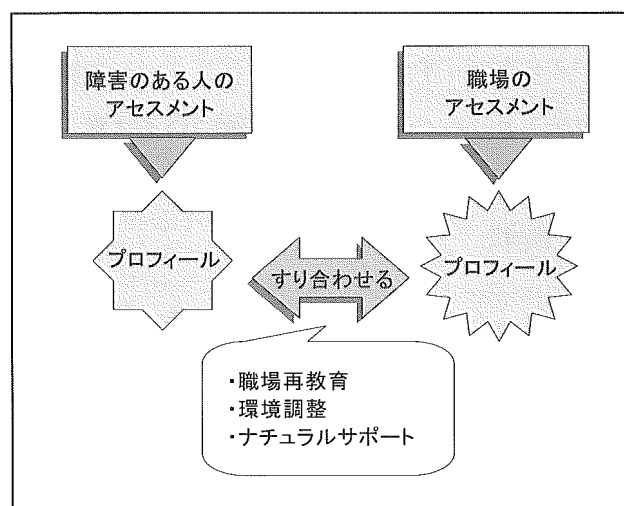 障害のある人の
アセスメント
職場の
アセスメント
プロフィール
すり合わせる
プロフィール
・職場再教育
・環境調整
・ナチュラルサポート